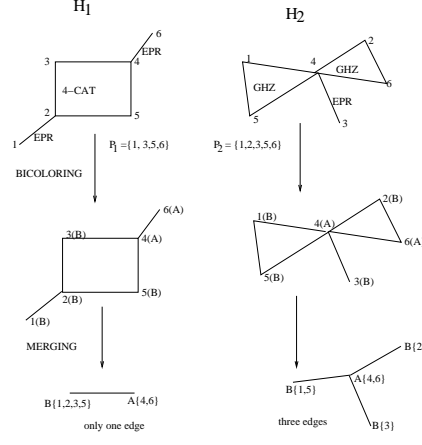 H1 H2
6
EPR
3 4
4-CAT
2 5
1 EPR
P1 ={1, 3,5,6}
BICOLORING
2
1 4
GHZ
GHZ
6
EPR
5 3
P2 = {1,2,3,5,6}
6(A)
3(B) 4(A)
2(B) 5(B)
1(B)
MERGING
2(B)
1(B) 4(A)
6(A
5(B) 3(B)
B{1,2,3,5} A{4,6}
only one edge
B{2
B{1,5} A{4,6}
B{3}
three edges